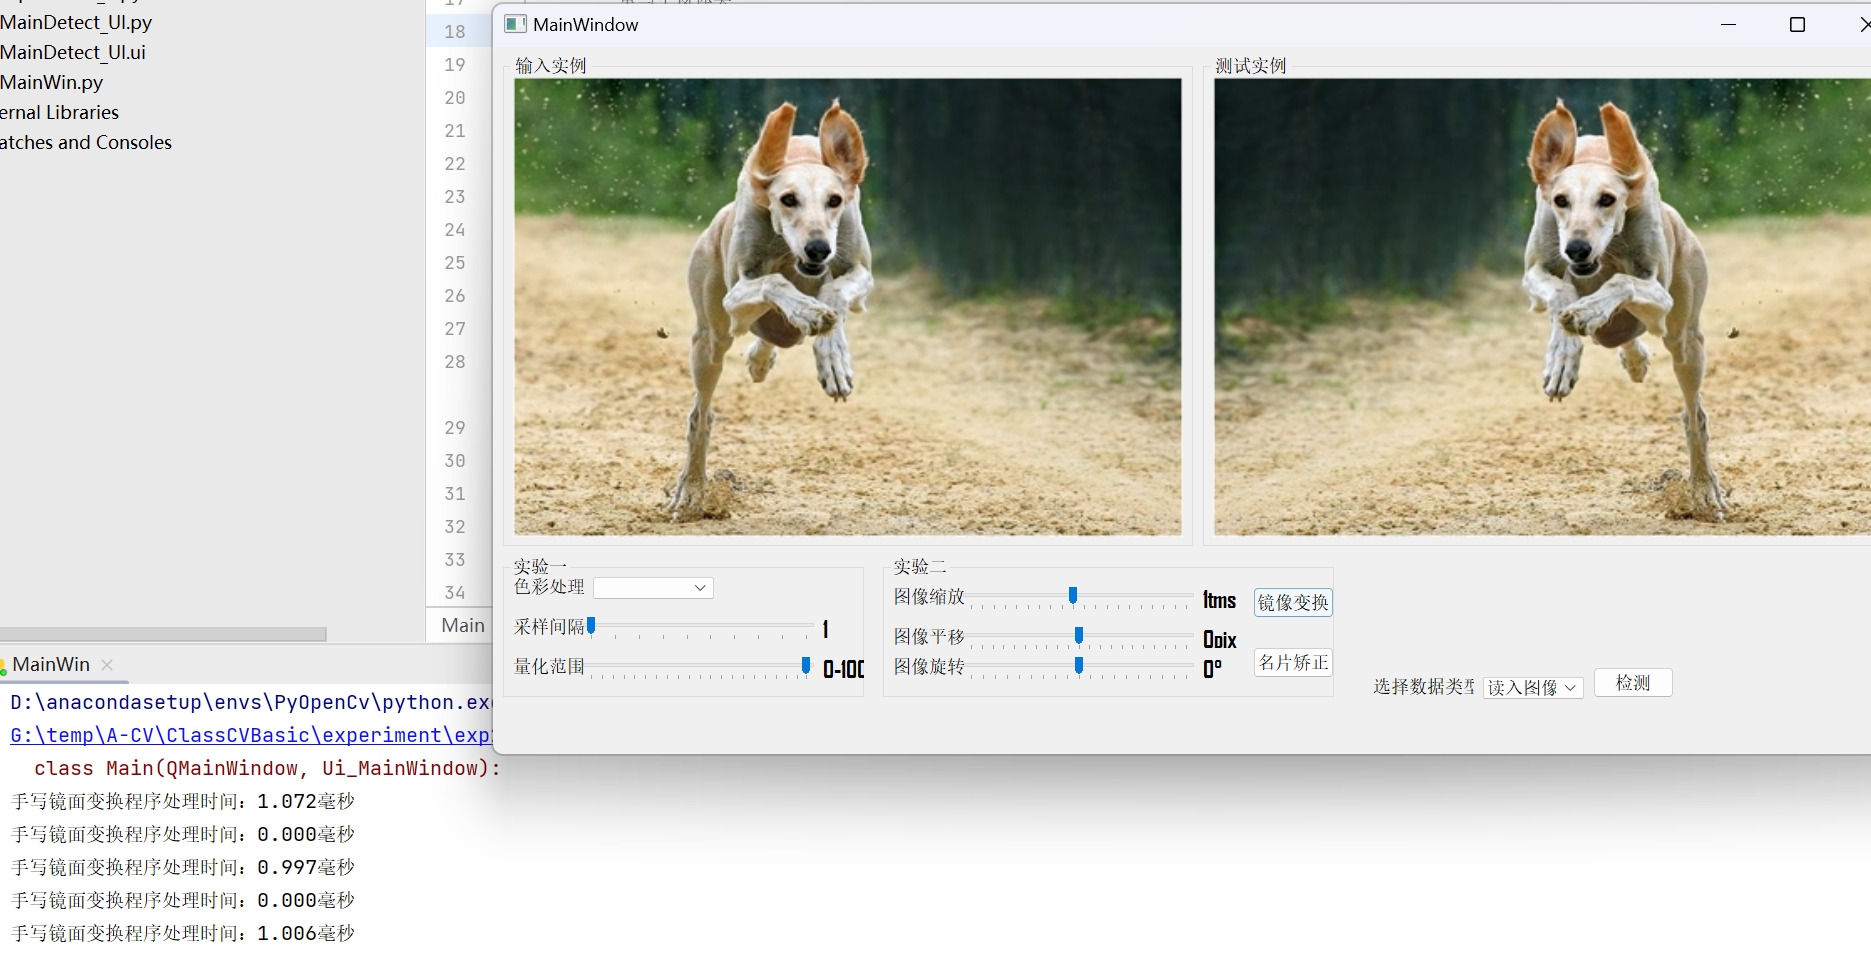 MainDetect_UI.py
MainDetect_UI.ui
MainWin.py
ernal Libraries
atches and Consoles
18
19
20
21
22
23
24
25
26
27
28
29
30
31
32
33
34
Main
MainWindow
输入实例
测试实例
实验一
色彩处理
采样间隔 1
量化范围 0-100
实验二
图像缩放 1tms 镜像变换
图像平移 0pix
图像旋转 0° 名片矫正
选择数据类型 读入图像 检测
MainWin
D:\anacondasetup\envs\PyOpenCv\python.ex
G:\temp\A-CV\ClassCVBasic\experiment\exp
class Main(QMainWindow, Ui_MainWindow):
手写镜面变换程序处理时间：1.072毫秒
手写镜面变换程序处理时间：0.000毫秒
手写镜面变换程序处理时间：0.997毫秒
手写镜面变换程序处理时间：0.000毫秒
手写镜面变换程序处理时间：1.006毫秒